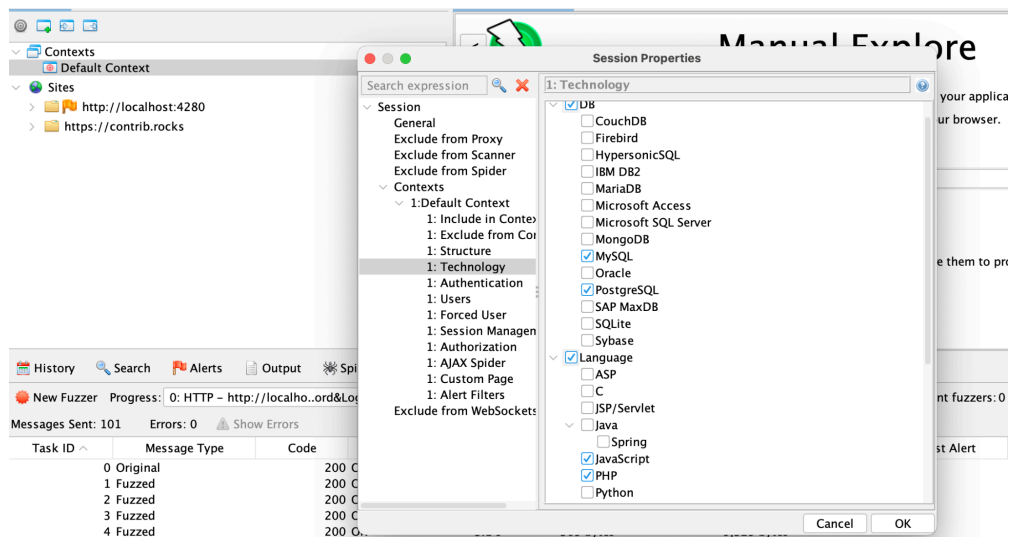 Contexts
Default Context
Sites
http://localhost:4280
https://contrib.rocks
Manual Explore
your applica
ur browser.
e them to pro
Session Properties
Search expression
Session
General
Exclude from Proxy
Exclude from Scanner
Exclude from Spider
Contexts
1:Default Context
1: Include in Contex
1: Exclude from Con
1: Structure
1: Technology
1: Authentication
1: Users
1: Forced User
1: Session Managen
1: Authorization
1: AJAX Spider
1: Custom Page
1: Alert Filters
Exclude from WebSockets
1: Technology
DB
CouchDB
Firebird
HypersonicSQL
IBM DB2
MariaDB
Microsoft Access
Microsoft SQL Server
MongoDB
MySQL
Oracle
PostgreSQL
SAP MaxDB
SQLite
Sybase
Language
ASP
C
JSP/Servlet
Java
Spring
JavaScript
PHP
Python
Cancel
OK
History
Search
Alerts
Output
Spi
New Fuzzer
Progress:
0: HTTP – http://localho..ord&Log
nt fuzzers: 0
Messages Sent: 101
Errors: 0
Show Errors
Task ID
Message Type
Code
st Alert
0 Original 200 O
1 Fuzzed 200 O
2 Fuzzed 200 O
3 Fuzzed 200 O
4 Fuzzed 200 O